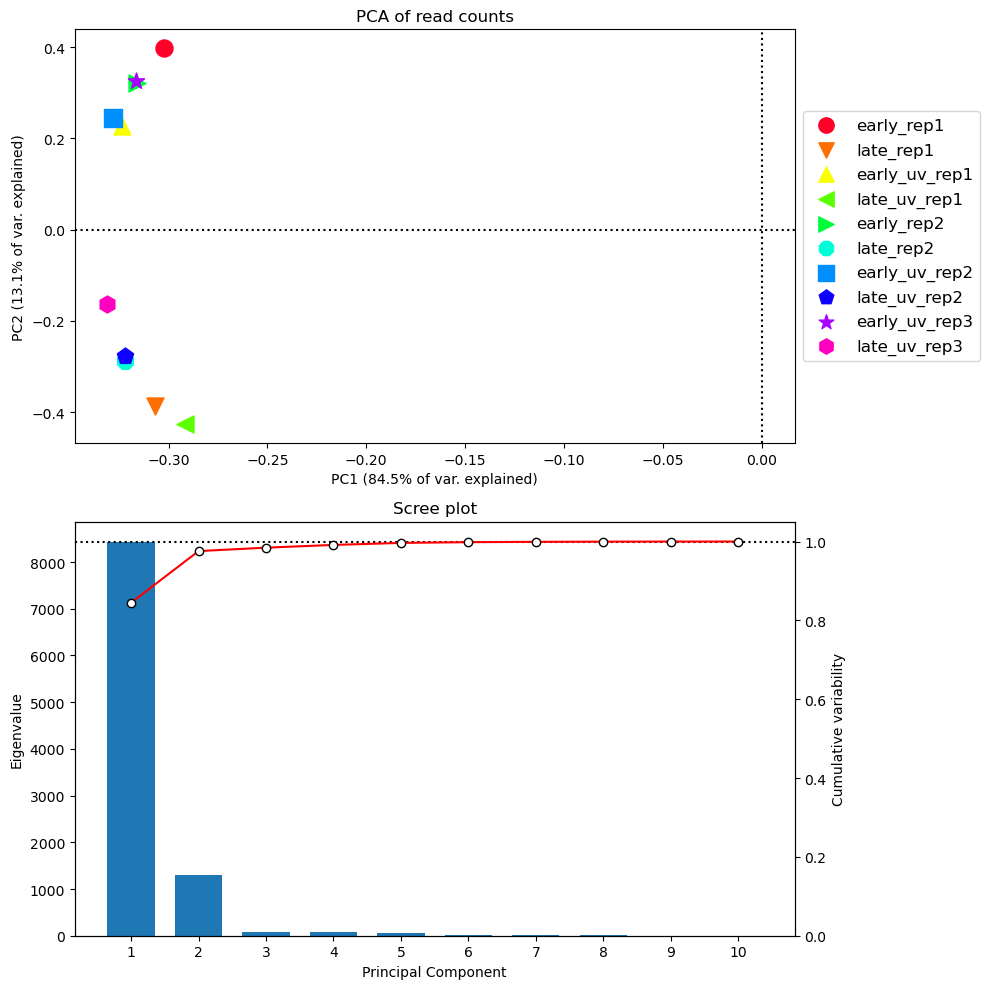 PCA of read counts
0.4
0.2
0.0
−0.2
−0.4
PC2 (13.1% of var. explained)
−0.30
−0.25
−0.20
−0.15
−0.10
−0.05
0.00
PC1 (84.5% of var. explained)
early_rep1
late_rep1
early_uv_rep1
late_uv_rep1
early_rep2
late_rep2
early_uv_rep2
late_uv_rep2
early_uv_rep3
late_uv_rep3
Scree plot
8000
7000
6000
5000
4000
3000
2000
1000
0
Eigenvalue
1.0
0.8
0.6
0.4
0.2
0.0
Cumulative variability
1
2
3
4
5
6
7
8
9
10
Principal Component